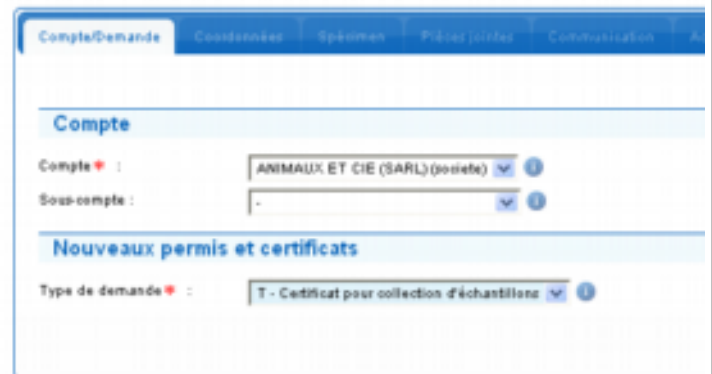 Compte/Demande Coordonnées Spécimen Pièces jointes Communication
Compte
Compte* : ANIMAUX ET CIE (SARL) (societe)
Sous-compte : -
Nouveaux permis et certificats
Type de demande* : T - Certificat pour collection d'échantillons